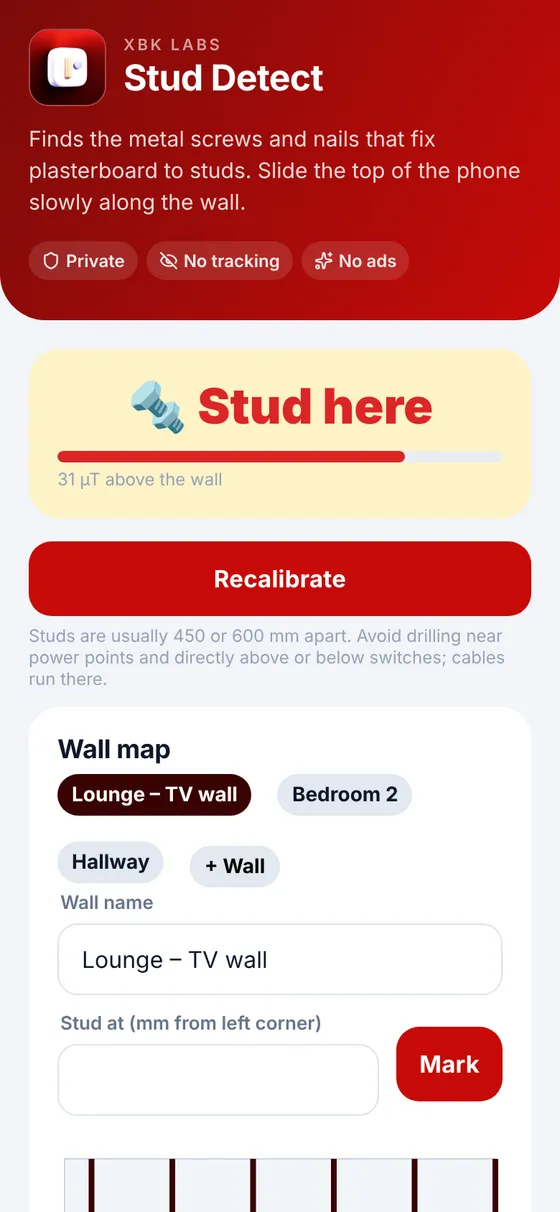 XBK LABS
Stud Detect
Finds the metal screws and nails that fix
plasterboard to studs. Slide the top of the phone
slowly along the wall.
Private
No tracking
No ads
Stud here
31 µT above the wall
Recalibrate
Studs are usually 450 or 600 mm apart. Avoid drilling near
power points and directly above or below switches; cables
run there.
Wall map
Lounge – TV wall
Bedroom 2
Hallway
+ Wall
Wall name
Lounge – TV wall
Stud at (mm from left corner)
Mark